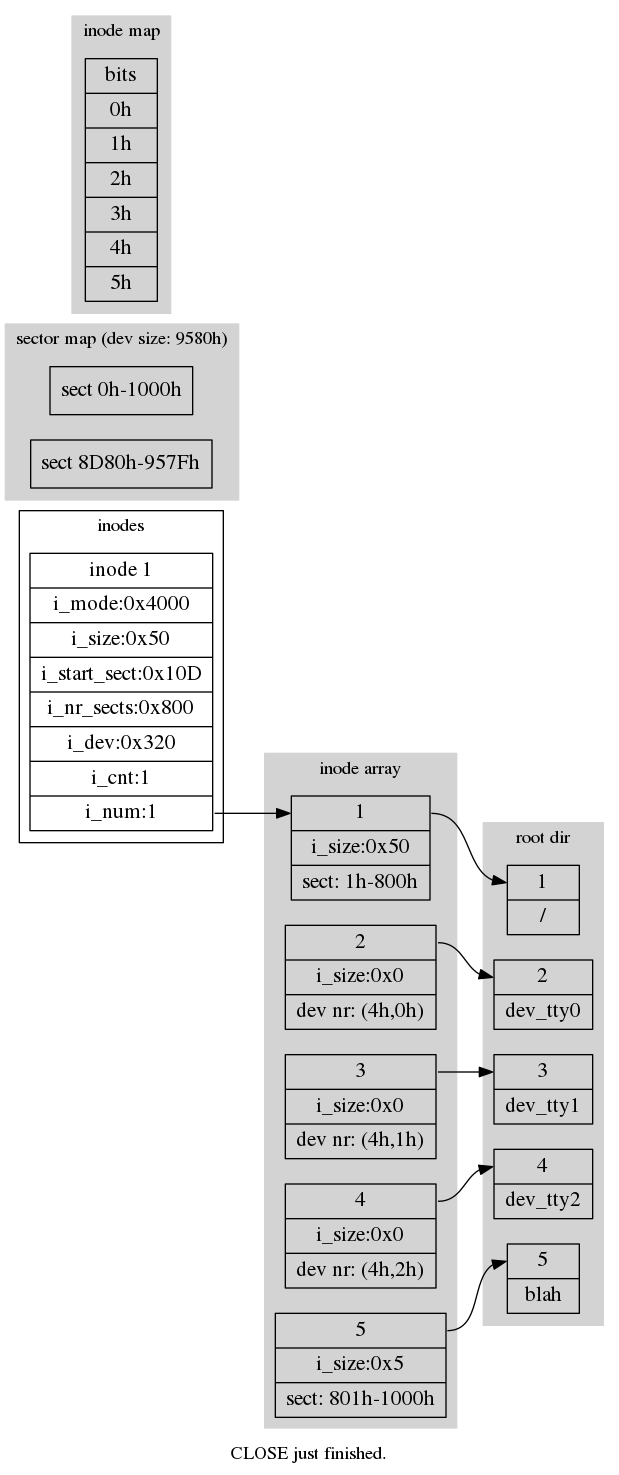 inode map
bits
0h
1h
2h
3h
4h
5h
sector map (dev size: 9580h)
sect 0h-1000h
sect 8D80h-957Fh
inodes
inode 1
i_mode:0x4000
i_size:0x50
i_start_sect:0x10D
i_nr_sects:0x800
i_dev:0x320
i_cnt:1
i_num:1
inode array
1
i_size:0x50
sect: 1h-800h
2
i_size:0x0
dev nr: (4h,0h)
3
i_size:0x0
dev nr: (4h,1h)
4
i_size:0x0
dev nr: (4h,2h)
5
i_size:0x5
sect: 801h-1000h
root dir
1
/
2
dev_tty0
3
dev_tty1
4
dev_tty2
5
blah
CLOSE just finished.